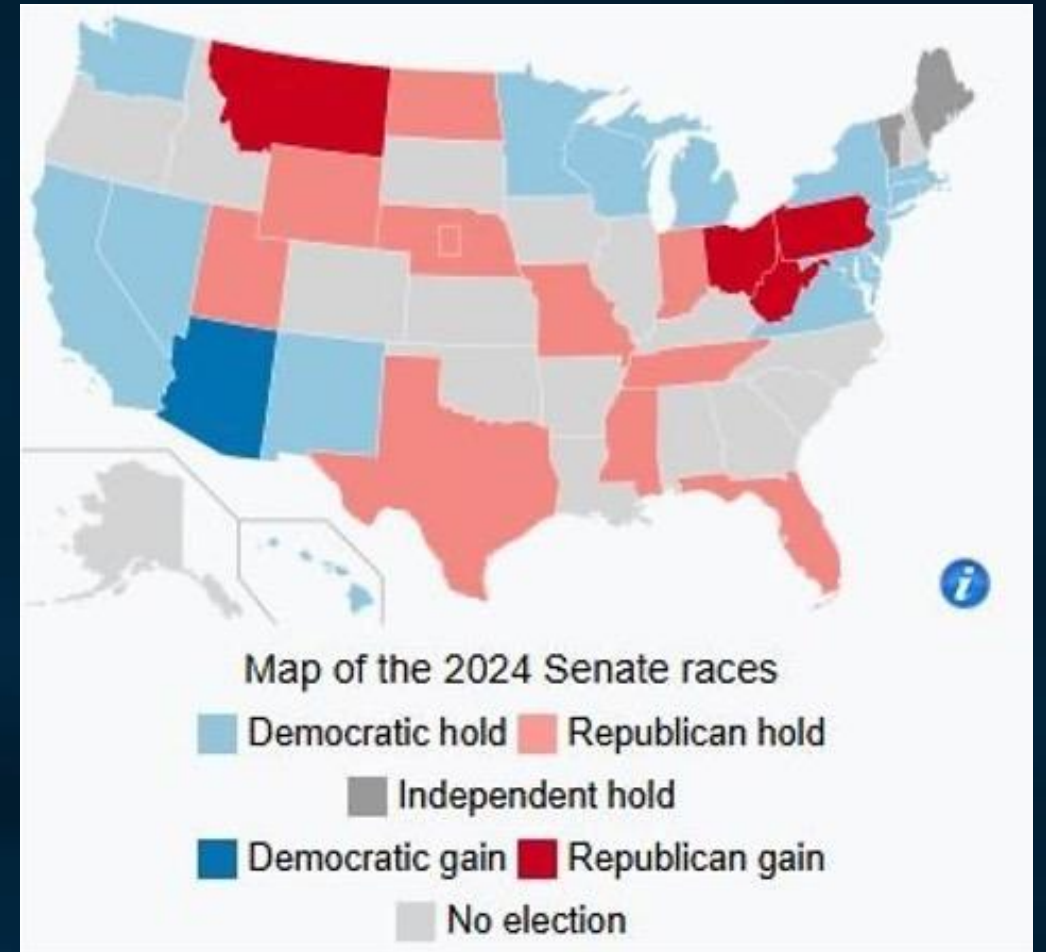 i
Map of the 2024 Senate races
Democratic hold Republican hold
Independent hold
Democratic gain Republican gain
No election